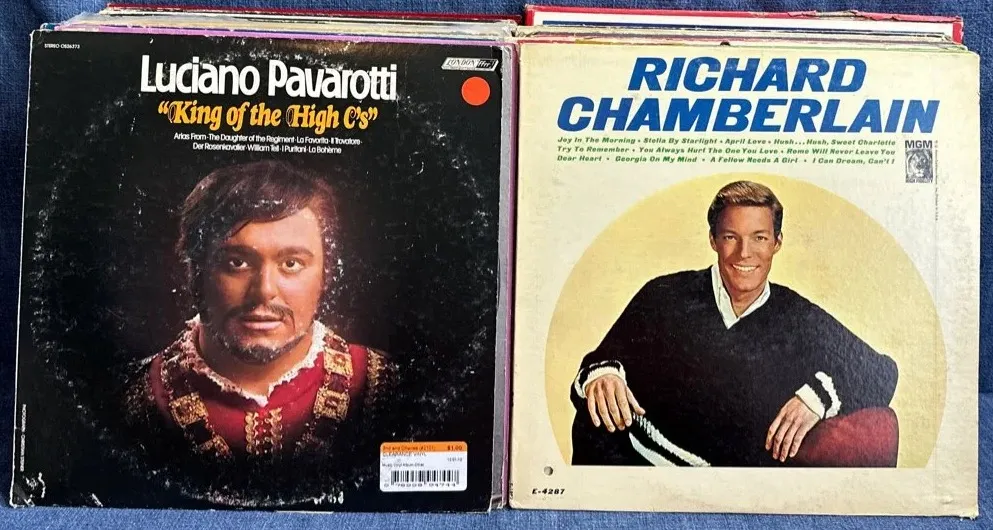 STEREO-OS26373
LONDON ffrr
Luciano Pavarotti
"King of the High C's"
Arias From · The Daughter of the Regiment · La Favorita · Il Trovatore ·
Der Rosenkavalier · William Tell · I Puritani · La Bohème
$1.99
CLEARANCE VINYL
RICHARD
CHAMBERLAIN
Joy In The Morning • Stella By Starlight • April Love • Hush...Hush, Sweet Charlotte
Try To Remember • You Always Hurt The One You Love • Rome Will Never Leave You
Dear Heart • Georgia On My Mind • A Fellow Needs A Girl • I Can Dream, Can't I
MGM
E-4287